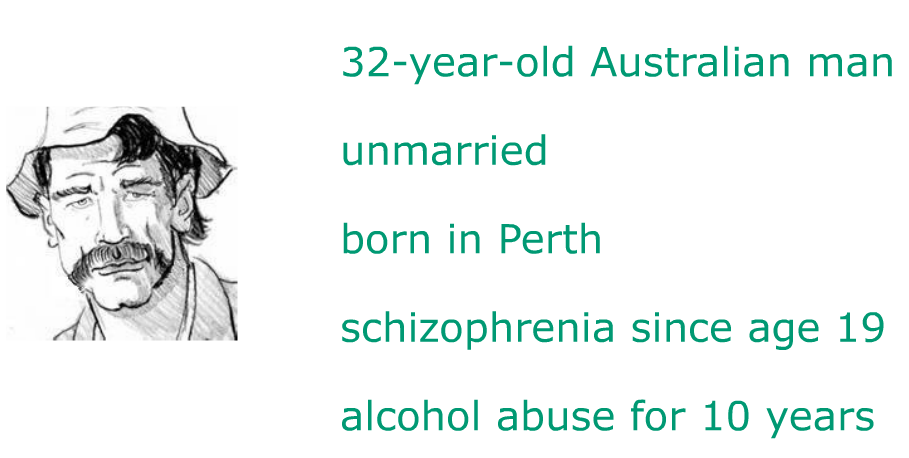 32-year-old Australian man
unmarried
born in Perth
schizophrenia since age 19
alcohol abuse for 10 years